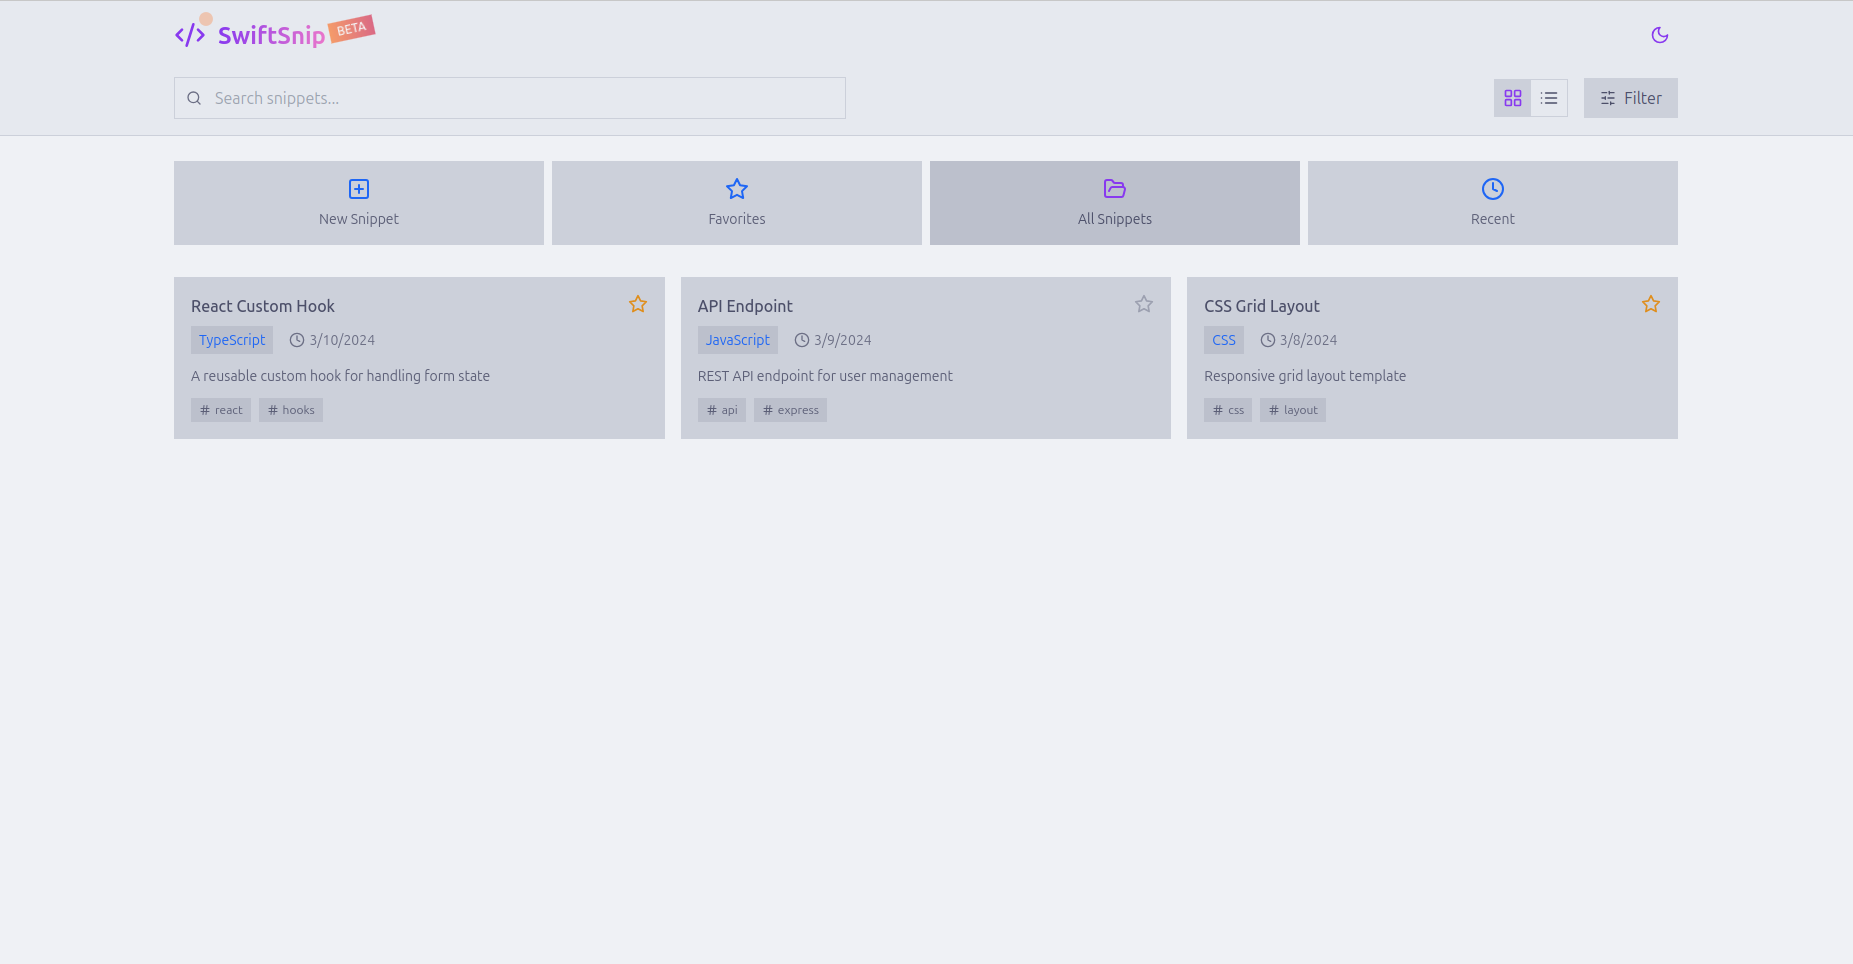 SwiftSnip BETA
Search snippets...
Filter
New Snippet
Favorites
All Snippets
Recent
React Custom Hook
TypeScript 3/10/2024
A reusable custom hook for handling form state
# react # hooks
API Endpoint
JavaScript 3/9/2024
REST API endpoint for user management
# api # express
CSS Grid Layout
CSS 3/8/2024
Responsive grid layout template
# css # layout